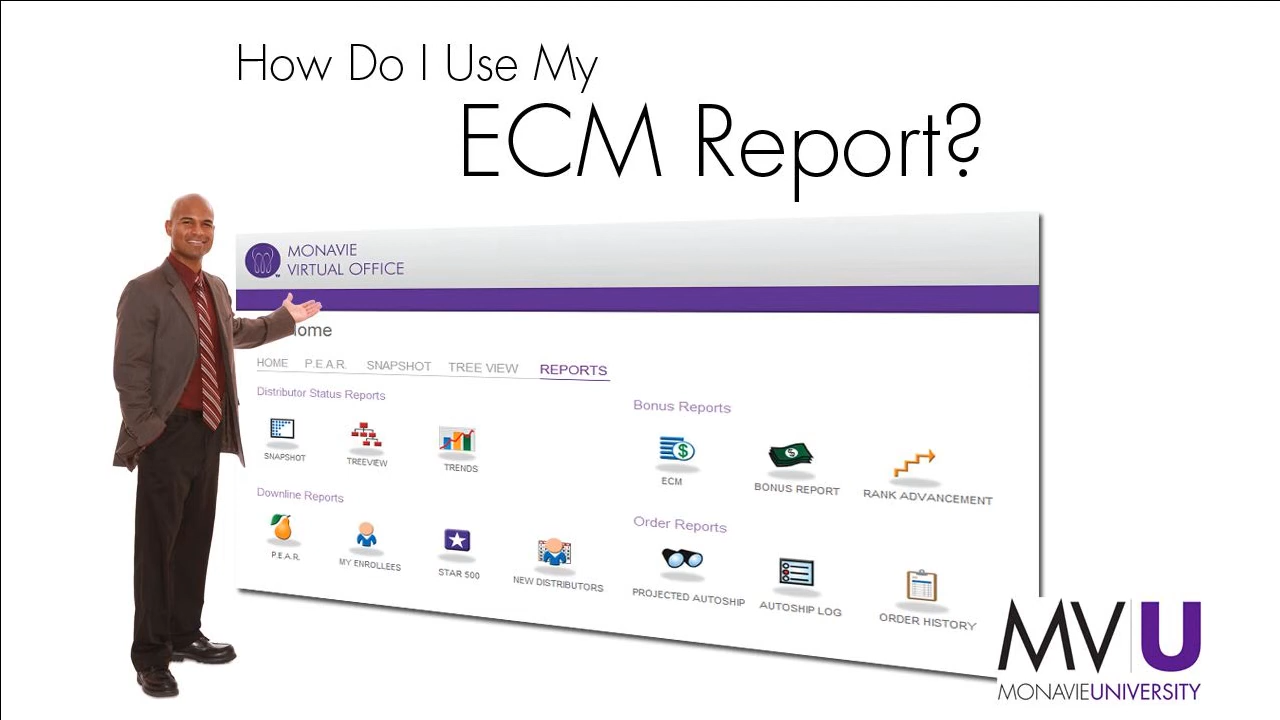 How Do I Use My
ECM Report?
MONAVIE
VIRTUAL OFFICE
ome
HOME P.E.A.R. SNAPSHOT TREE VIEW REPORTS
Distributor Status Reports
SNAPSHOT TREEVIEW TRENDS
Downline Reports
P.E.A.R. MY ENROLLEES STAR 500 NEW DISTRIBUTORS
Bonus Reports
ECM BONUS REPORT RANK ADVANCEMENT
Order Reports
PROJECTED AUTOSHIP AUTOSHIP LOG ORDER HISTORY
MV|U
MONAVIEUNIVERSITY